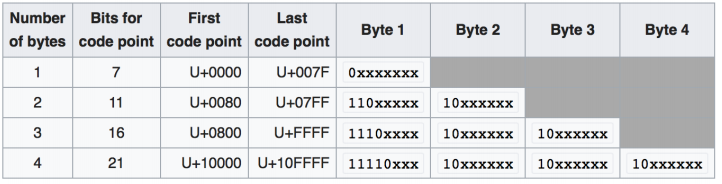 Number of bytes Bits for code point First code point Last code point Byte 1 Byte 2 Byte 3 Byte 4
1 7 U+0000 U+007F 0xxxxxxx
2 11 U+0080 U+07FF 110xxxxx 10xxxxxx
3 16 U+0800 U+FFFF 1110xxxx 10xxxxxx 10xxxxxx
4 21 U+10000 U+10FFFF 11110xxx 10xxxxxx 10xxxxxx 10xxxxxx